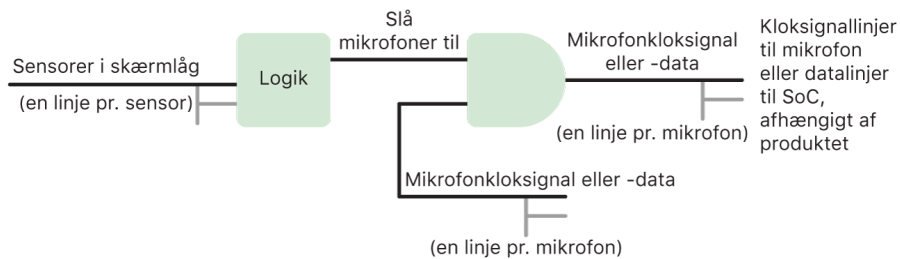 Sensorer i skærmlåg
(en linje pr. sensor)
Logik
Slå
mikrofoner til
Mikrofonkloksignal
eller -data
(en linje pr. mikrofon)
Kloksignallinjer
til mikrofon
eller datalinjer
til SoC,
afhængigt af
produktet
Mikrofonkloksignal eller -data
(en linje pr. mikrofon)